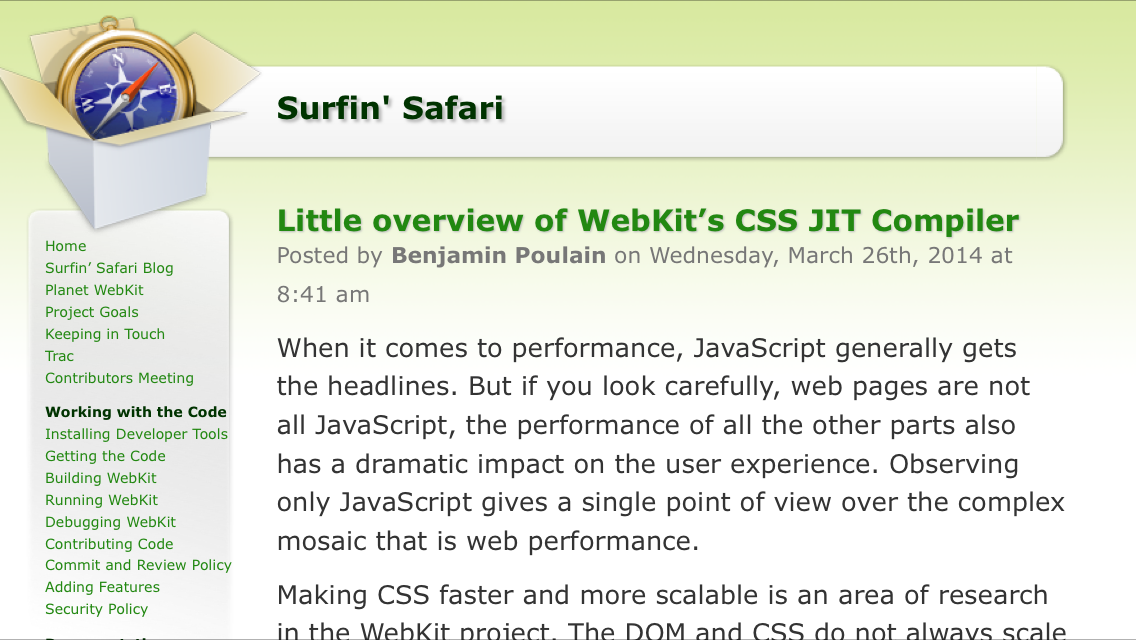 Surfin' Safari
N
W
E
Home
Surfin’ Safari Blog
Planet WebKit
Project Goals
Keeping in Touch
Trac
Contributors Meeting
Working with the Code
Installing Developer Tools
Getting the Code
Building WebKit
Running WebKit
Debugging WebKit
Contributing Code
Commit and Review Policy
Adding Features
Security Policy
Little overview of WebKit’s CSS JIT Compiler
Posted by Benjamin Poulain on Wednesday, March 26th, 2014 at
8:41 am
When it comes to performance, JavaScript generally gets
the headlines. But if you look carefully, web pages are not
all JavaScript, the performance of all the other parts also
has a dramatic impact on the user experience. Observing
only JavaScript gives a single point of view over the complex
mosaic that is web performance.
Making CSS faster and more scalable is an area of research
in the WebKit project. The DOM and CSS do not always scale